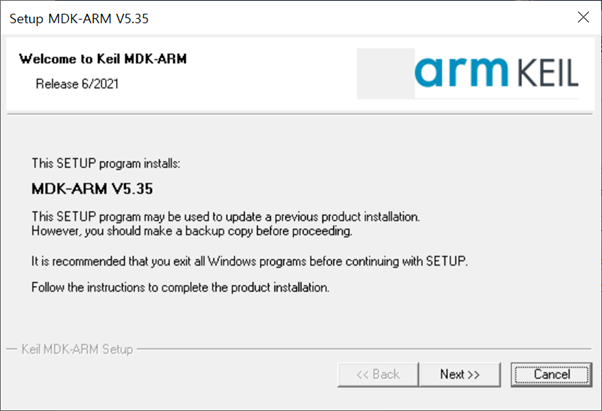 Setup MDK-ARM V5.35
Welcome to Keil MDK-ARM
Release 6/2021
arm KEIL
This SETUP program installs:
MDK-ARM V5.35
This SETUP program may be used to update a previous product installation.
However, you should make a backup copy before proceeding.
It is recommended that you exit all Windows programs before continuing with SETUP.
Follow the instructions to complete the product installation.
Keil MDK-ARM Setup
<< Back
Next >>
Cancel